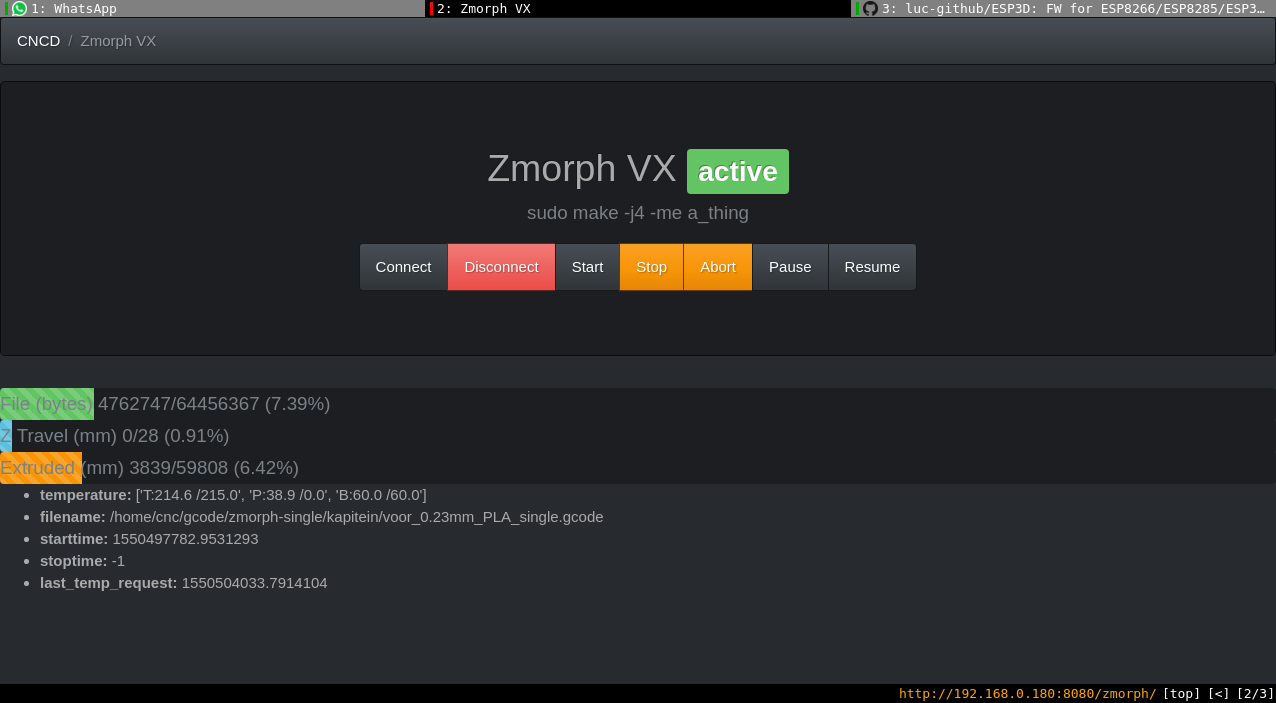 1: WhatsApp
2: Zmorph VX
3: luc-github/ESP3D: FW for ESP8266/ESP8285/ESP3…
CNCD / Zmorph VX
Zmorph VX active
sudo make -j4 -me a_thing
Connect Disconnect Start Stop Abort Pause Resume
File (bytes) 4762747/64456367 (7.39%)
Z Travel (mm) 0/28 (0.91%)
Extruded (mm) 3839/59808 (6.42%)
• temperature: ['T:214.6 /215.0', 'P:38.9 /0.0', 'B:60.0 /60.0']
• filename: /home/cnc/gcode/zmorph-single/kapitein/voor_0.23mm_PLA_single.gcode
• starttime: 1550497782.9531293
• stoptime: -1
• last_temp_request: 1550504033.7914104
http://192.168.0.180:8080/zmorph/ [top] [<] [2/3]